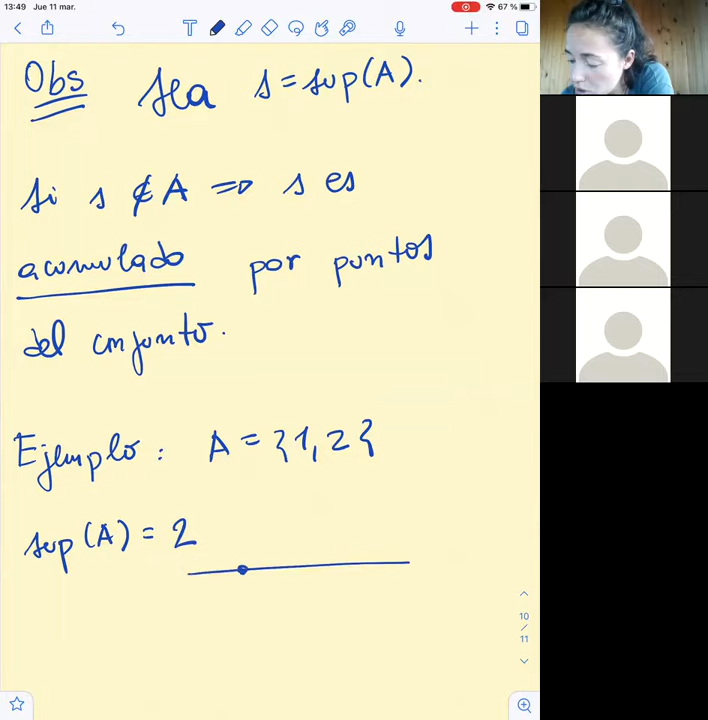 13:49 Jue 11 mar.
67 %
T
Obs sea s = sup(A).
Si s ∉ A ⇒ s es
acumulado por puntos
del conjunto.
Ejemplo: A = {1, 2}
sup(A) = 2
10
/
11